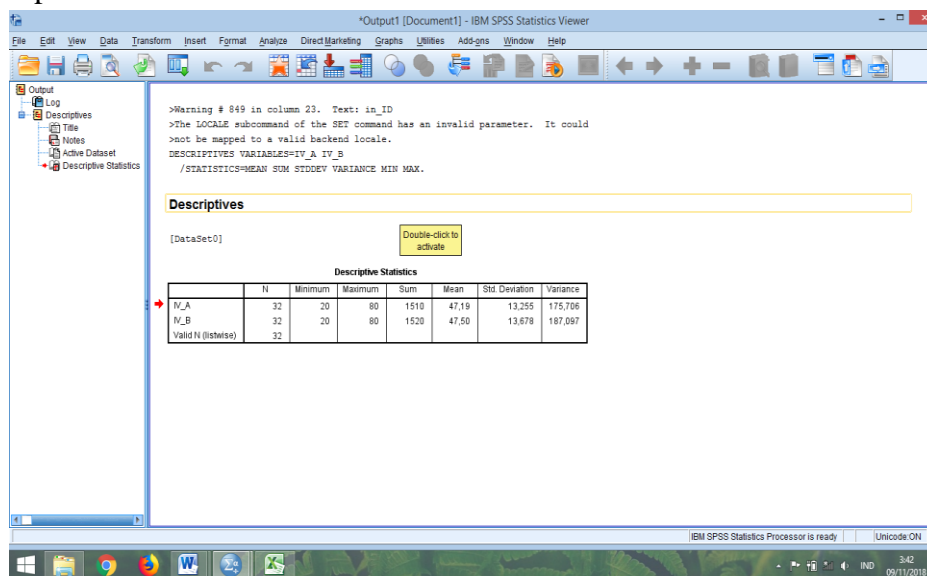 *Output1 [Document1] - IBM SPSS Statistics Viewer
File Edit View Data Transform Insert Format Analyze Direct Marketing Graphs Utilities Add-ons Window Help
Output
Log
Descriptives
Title
Notes
Active Dataset
Descriptive Statistics
>Warning # 849 in column 23. Text: in_ID
>The LOCALE subcommand of the SET command has an invalid parameter. It could
>not be mapped to a valid backend locale.
DESCRIPTIVES VARIABLES=IV_A IV_B
/STATISTICS=MEAN SUM STDDEV VARIANCE MIN MAX.
Descriptives
[DataSet0]
Double-click to
activate
Descriptive Statistics
N Minimum Maximum Sum Mean Std. Deviation Variance
IV_A 32 20 80 1510 47,19 13,255 175,706
IV_B 32 20 80 1520 47,50 13,678 187,097
Valid N (listwise) 32
IBM SPSS Statistics Processor is ready Unicode:ON
IND 3:42
09/11/2018